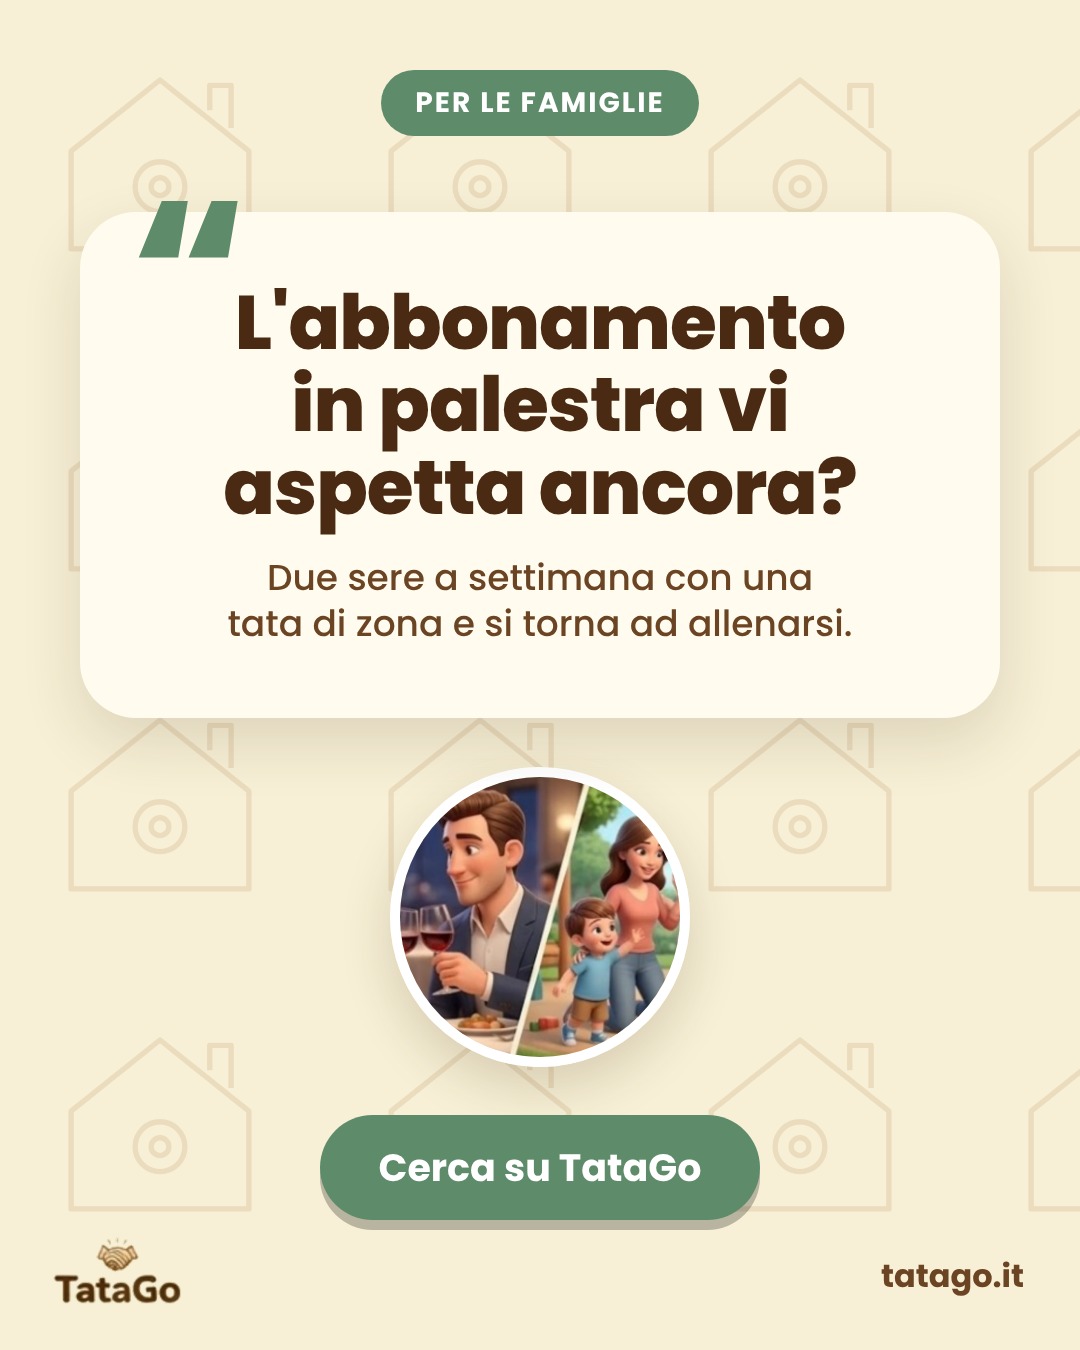 PER LE FAMIGLIE
L'abbonamento
in palestra vi
aspetta ancora?
Due sere a settimana con una
tata di zona e si torna ad allenarsi.
Cerca su TataGo
TataGo
tatago.it